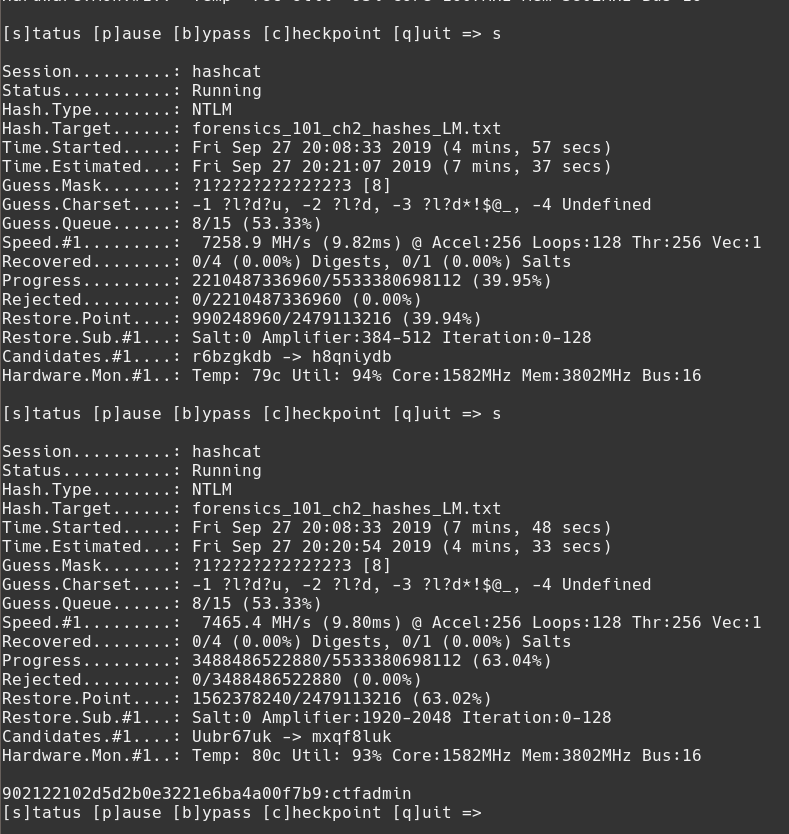 [s]tatus [p]ause [b]ypass [c]heckpoint [q]uit => s
Session..........: hashcat
Status...........: Running
Hash.Type........: NTLM
Hash.Target......: forensics_101_ch2_hashes_LM.txt
Time.Started.....: Fri Sep 27 20:08:33 2019 (4 mins, 57 secs)
Time.Estimated...: Fri Sep 27 20:21:07 2019 (7 mins, 37 secs)
Guess.Mask.......: ?1?2?2?2?2?2?2?3 [8]
Guess.Charset....: -1 ?l?d?u, -2 ?l?d, -3 ?l?d*!$@_, -4 Undefined
Guess.Queue......: 8/15 (53.33%)
Speed.#1.........:  7258.9 MH/s (9.82ms) @ Accel:256 Loops:128 Thr:256 Vec:1
Recovered........: 0/4 (0.00%) Digests, 0/1 (0.00%) Salts
Progress.........: 2210487336960/5533380698112 (39.95%)
Rejected.........: 0/2210487336960 (0.00%)
Restore.Point....: 990248960/2479113216 (39.94%)
Restore.Sub.#1...: Salt:0 Amplifier:384-512 Iteration:0-128
Candidates.#1....: r6bzgkdb -> h8qniydb
Hardware.Mon.#1..: Temp: 79c Util: 94% Core:1582MHz Mem:3802MHz Bus:16
[s]tatus [p]ause [b]ypass [c]heckpoint [q]uit => s
Session..........: hashcat
Status...........: Running
Hash.Type........: NTLM
Hash.Target......: forensics_101_ch2_hashes_LM.txt
Time.Started.....: Fri Sep 27 20:08:33 2019 (7 mins, 48 secs)
Time.Estimated...: Fri Sep 27 20:20:54 2019 (4 mins, 33 secs)
Guess.Mask.......: ?1?2?2?2?2?2?2?3 [8]
Guess.Charset....: -1 ?l?d?u, -2 ?l?d, -3 ?l?d*!$@_, -4 Undefined
Guess.Queue......: 8/15 (53.33%)
Speed.#1.........:  7465.4 MH/s (9.80ms) @ Accel:256 Loops:128 Thr:256 Vec:1
Recovered........: 0/4 (0.00%) Digests, 0/1 (0.00%) Salts
Progress.........: 3488486522880/5533380698112 (63.04%)
Rejected.........: 0/3488486522880 (0.00%)
Restore.Point....: 1562378240/2479113216 (63.02%)
Restore.Sub.#1...: Salt:0 Amplifier:1920-2048 Iteration:0-128
Candidates.#1....: Uubr67uk -> mxqf8luk
Hardware.Mon.#1..: Temp: 80c Util: 93% Core:1582MHz Mem:3802MHz Bus:16
902122102d5d2b0e3221e6ba4a00f7b9:ctfadmin
[s]tatus [p]ause [b]ypass [c]heckpoint [q]uit =>